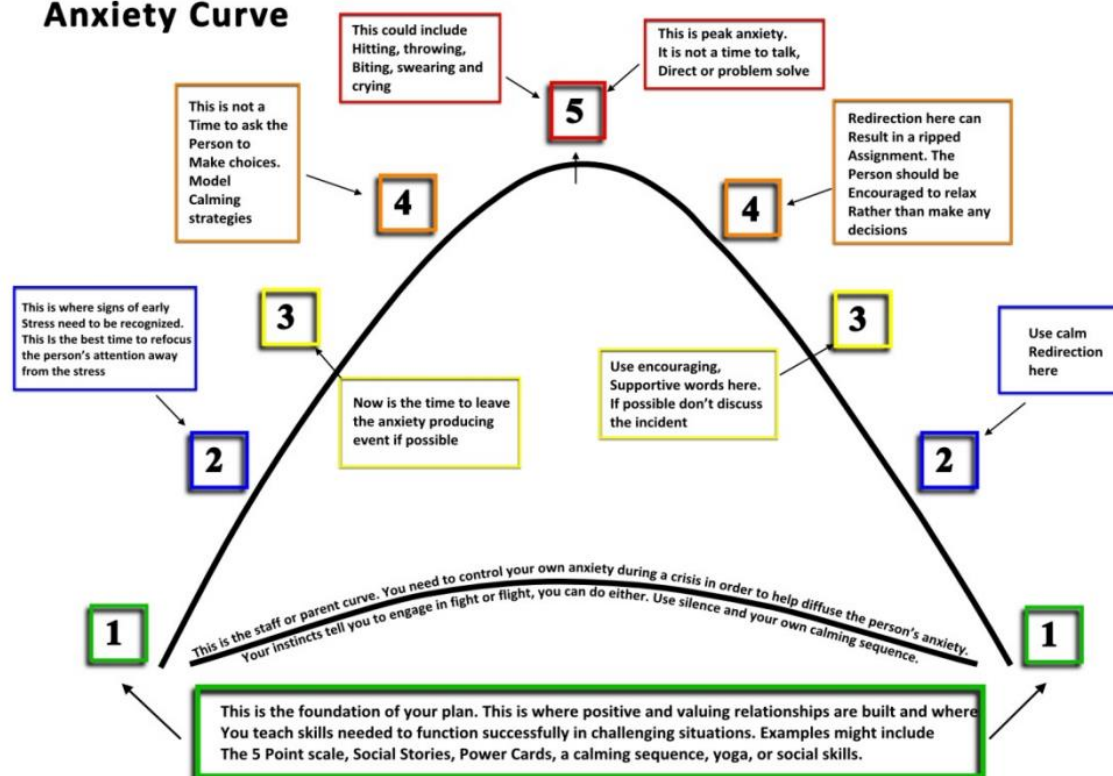 Anxiety Curve
This could include
Hitting, throwing,
Biting, swearing and
crying
This is peak anxiety.
It is not a time to talk,
Direct or problem solve
5
This is not a
Time to ask the
Person to
Make choices.
Model
Calming
strategies
4
4
Redirection here can
Result in a ripped
Assignment. The
Person should be
Encouraged to relax
Rather than make any
decisions
This is where signs of early
Stress need to be recognized.
This Is the best time to refocus
the person's attention away
from the stress
3
3
Use calm
Redirection
here
Now is the time to leave
the anxiety producing
event if possible
Use encouraging,
Supportive words here.
If possible don't discuss
the incident
2
2
This is the staff or parent curve. You need to control your own anxiety during a crisis in order to help diffuse the person's anxiety.
Your instincts tell you to engage in fight or flight, you can do either. Use silence and your own calming sequence.
1
1
This is the foundation of your plan. This is where positive and valuing relationships are built and where
You teach skills needed to function successfully in challenging situations. Examples might include
The 5 Point scale, Social Stories, Power Cards, a calming sequence, yoga, or social skills.